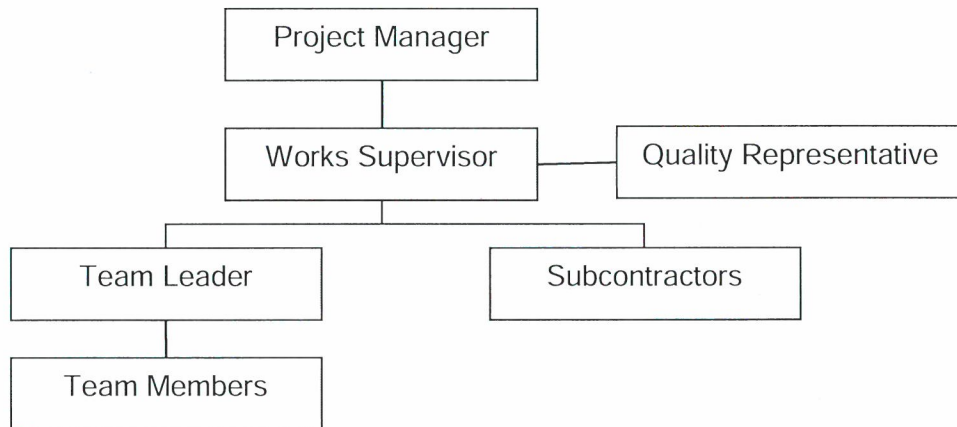 Project Manager
Works Supervisor
Quality Representative
Team Leader
Subcontractors
Team Members